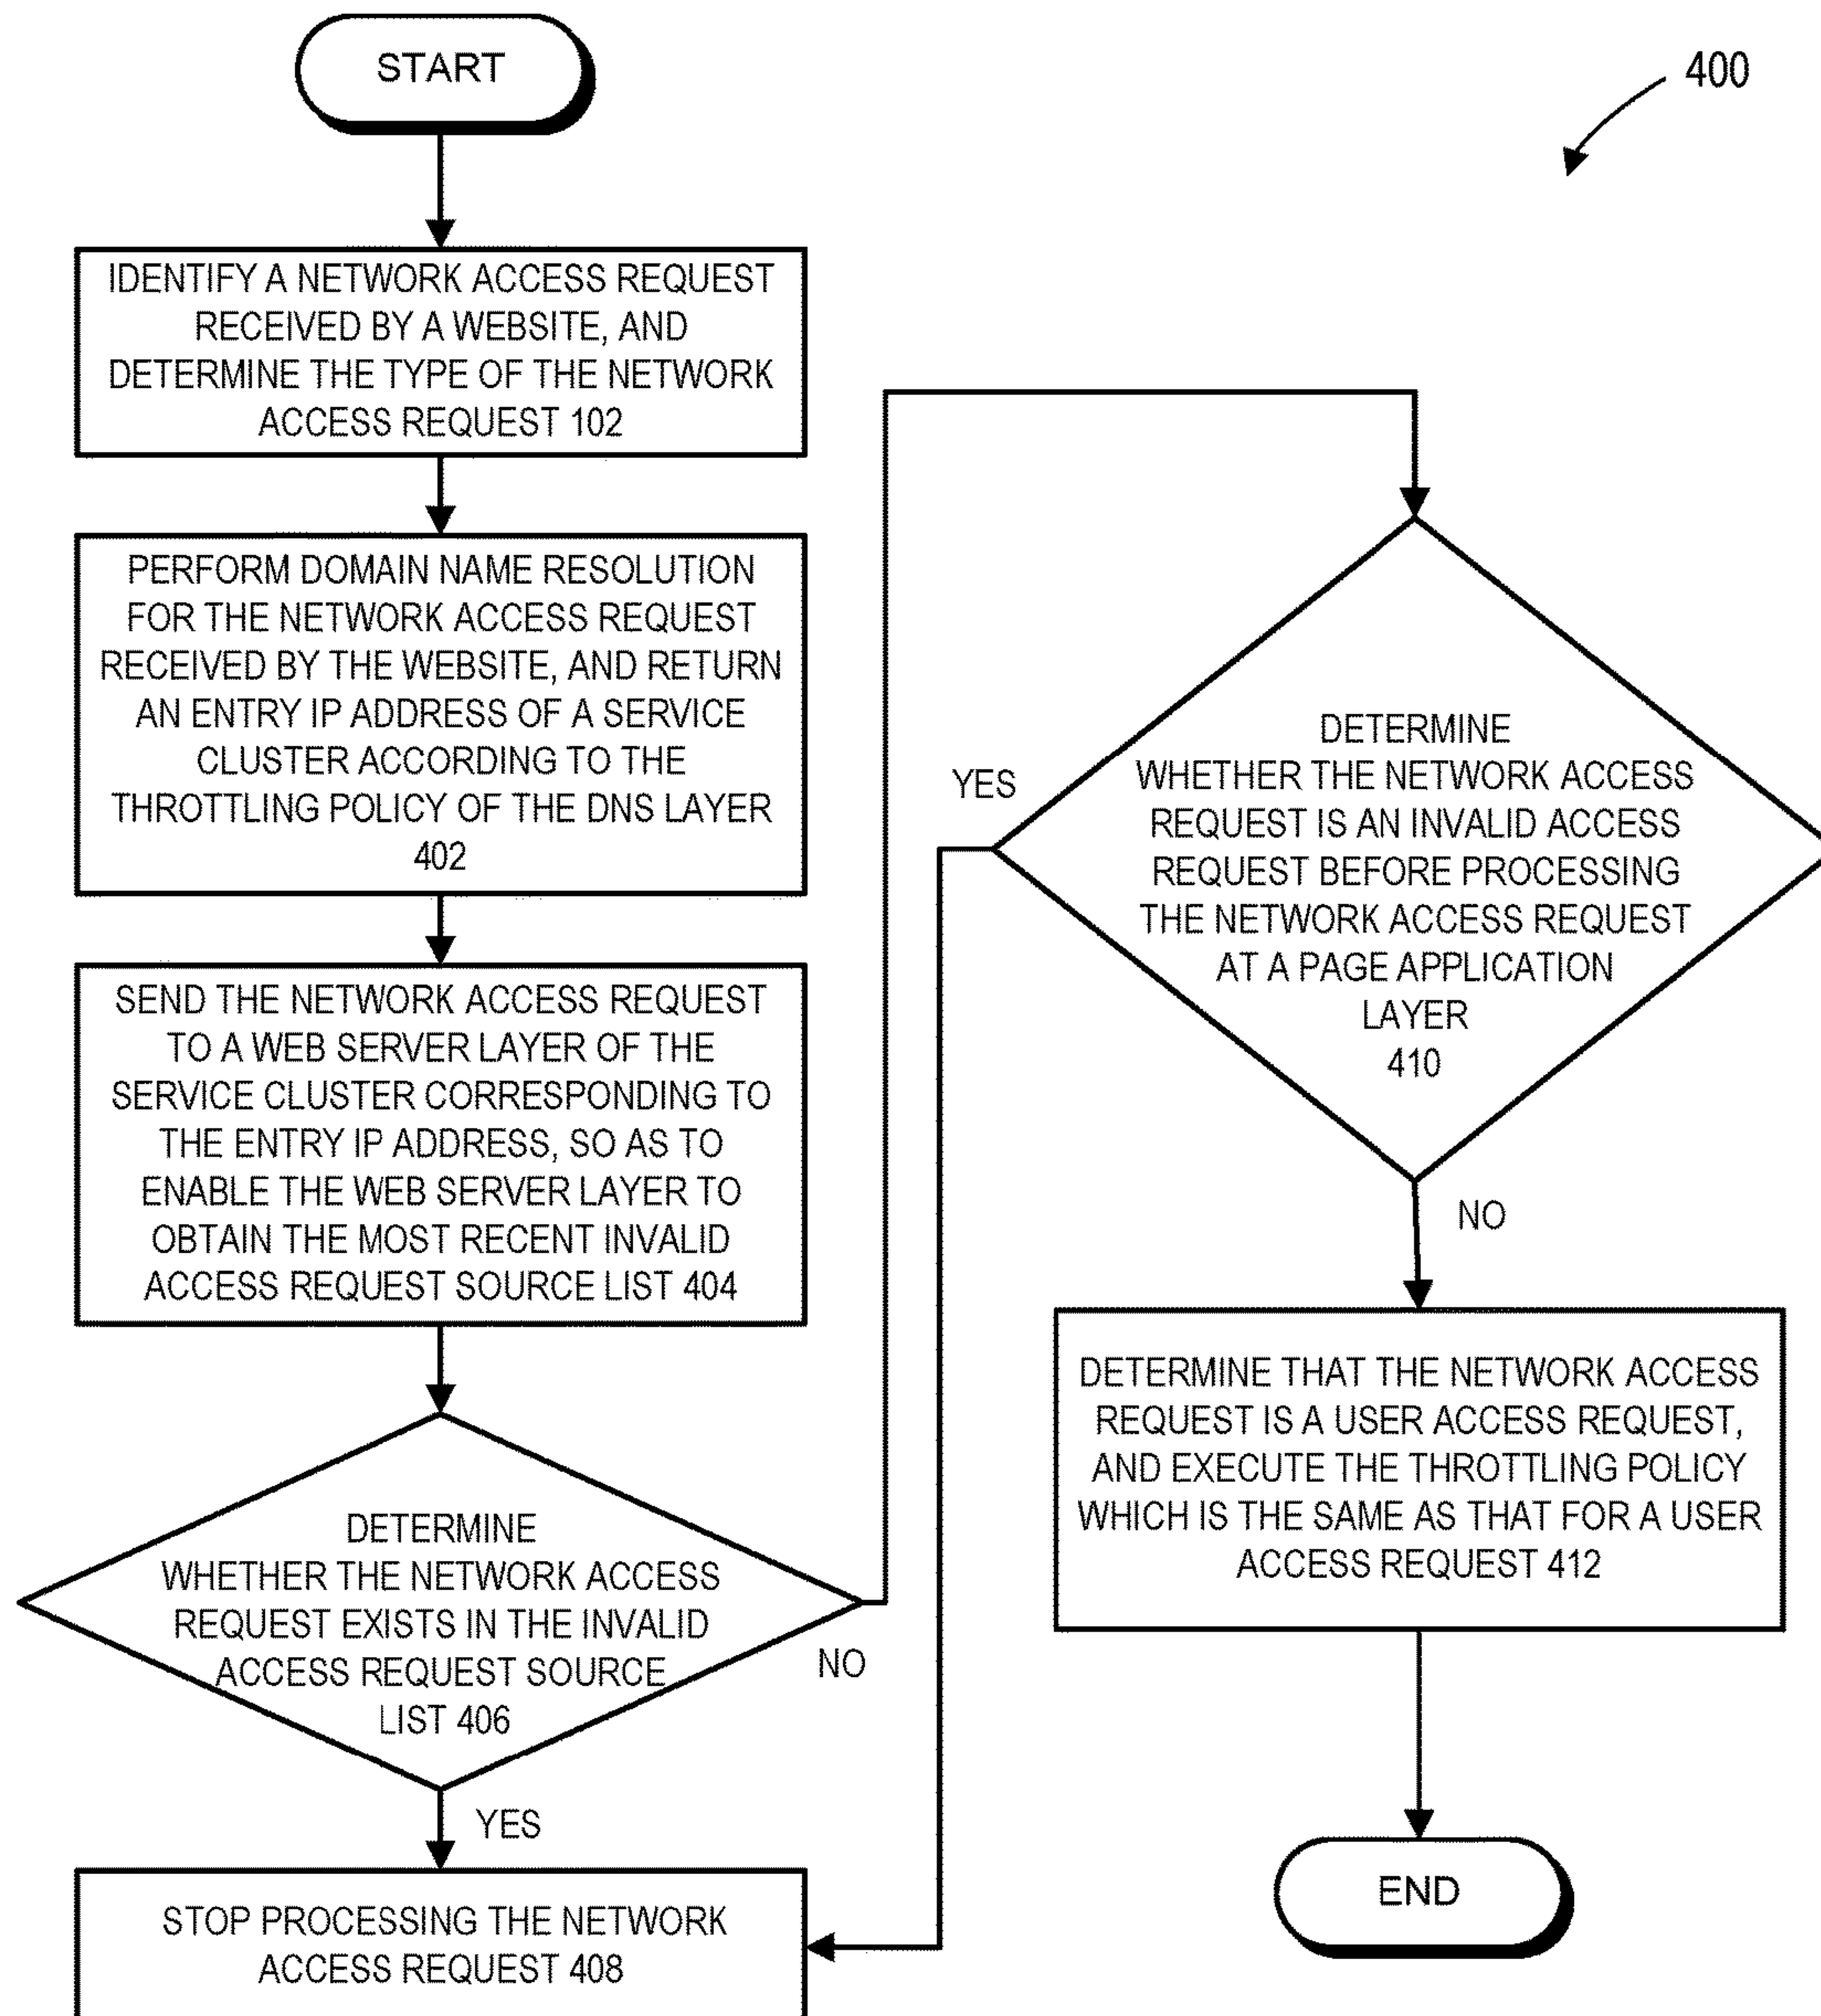 START
400
IDENTIFY A NETWORK ACCESS REQUEST
RECEIVED BY A WEBSITE, AND
DETERMINE THE TYPE OF THE NETWORK
ACCESS REQUEST 102
PERFORM DOMAIN NAME RESOLUTION
FOR THE NETWORK ACCESS REQUEST
RECEIVED BY THE WEBSITE, AND RETURN
AN ENTRY IP ADDRESS OF A SERVICE
CLUSTER ACCORDING TO THE
THROTTLING POLICY OF THE DNS LAYER
402
SEND THE NETWORK ACCESS REQUEST
TO A WEB SERVER LAYER OF THE
SERVICE CLUSTER CORRESPONDING TO
THE ENTRY IP ADDRESS, SO AS TO
ENABLE THE WEB SERVER LAYER TO
OBTAIN THE MOST RECENT INVALID
ACCESS REQUEST SOURCE LIST 404
DETERMINE
WHETHER THE NETWORK ACCESS
REQUEST EXISTS IN THE INVALID
ACCESS REQUEST SOURCE
LIST 406
NO
YES
STOP PROCESSING THE NETWORK
ACCESS REQUEST 408
DETERMINE
WHETHER THE NETWORK ACCESS
REQUEST IS AN INVALID ACCESS
REQUEST BEFORE PROCESSING
THE NETWORK ACCESS REQUEST
AT A PAGE APPLICATION
LAYER
410
YES
NO
DETERMINE THAT THE NETWORK ACCESS
REQUEST IS A USER ACCESS REQUEST,
AND EXECUTE THE THROTTLING POLICY
WHICH IS THE SAME AS THAT FOR A USER
ACCESS REQUEST 412
END